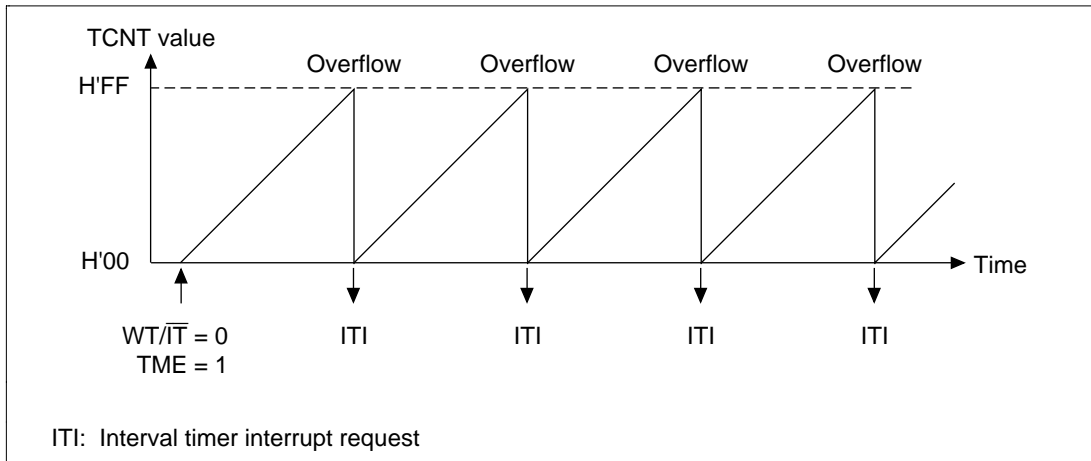 TCNT value
Overflow Overflow Overflow Overflow
H'FF
H'00
Time
WT/I̅T̅ = 0 ITI ITI ITI ITI
TME = 1
ITI: Interval timer interrupt request